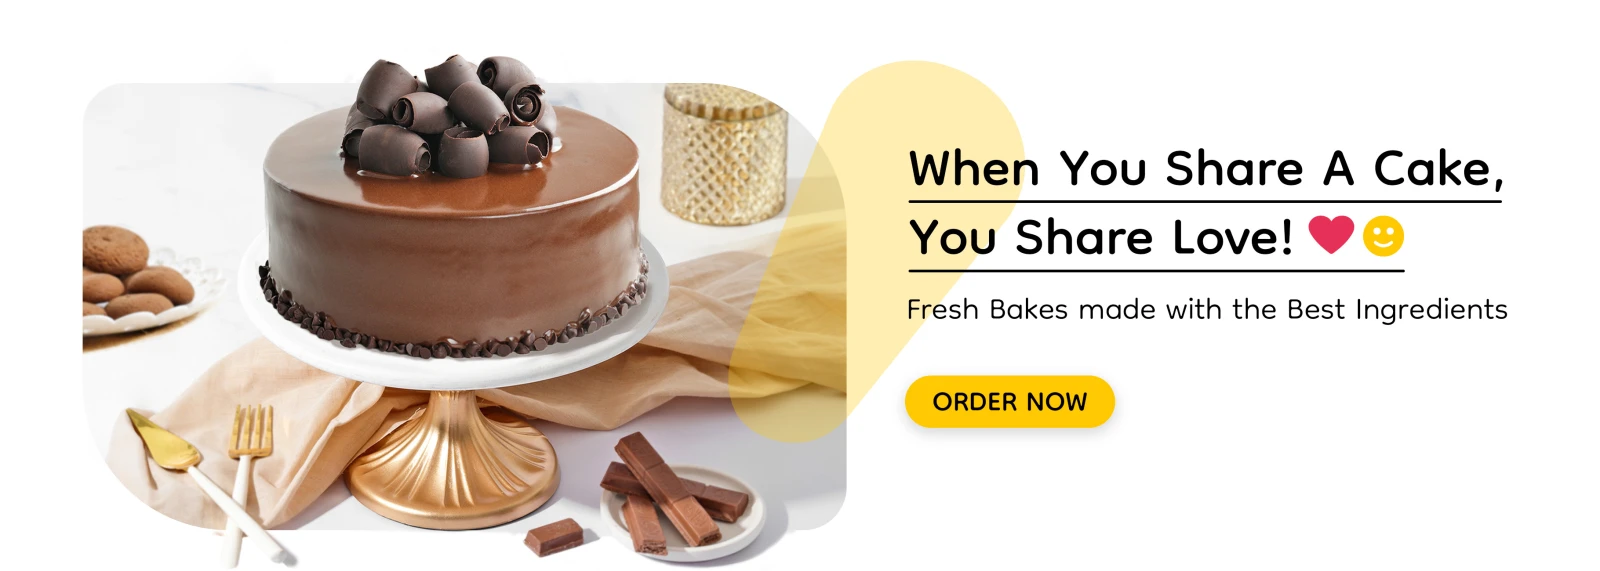 When You Share A Cake,
You Share Love! ❤️🙂
Fresh Bakes made with the Best Ingredients
ORDER NOW